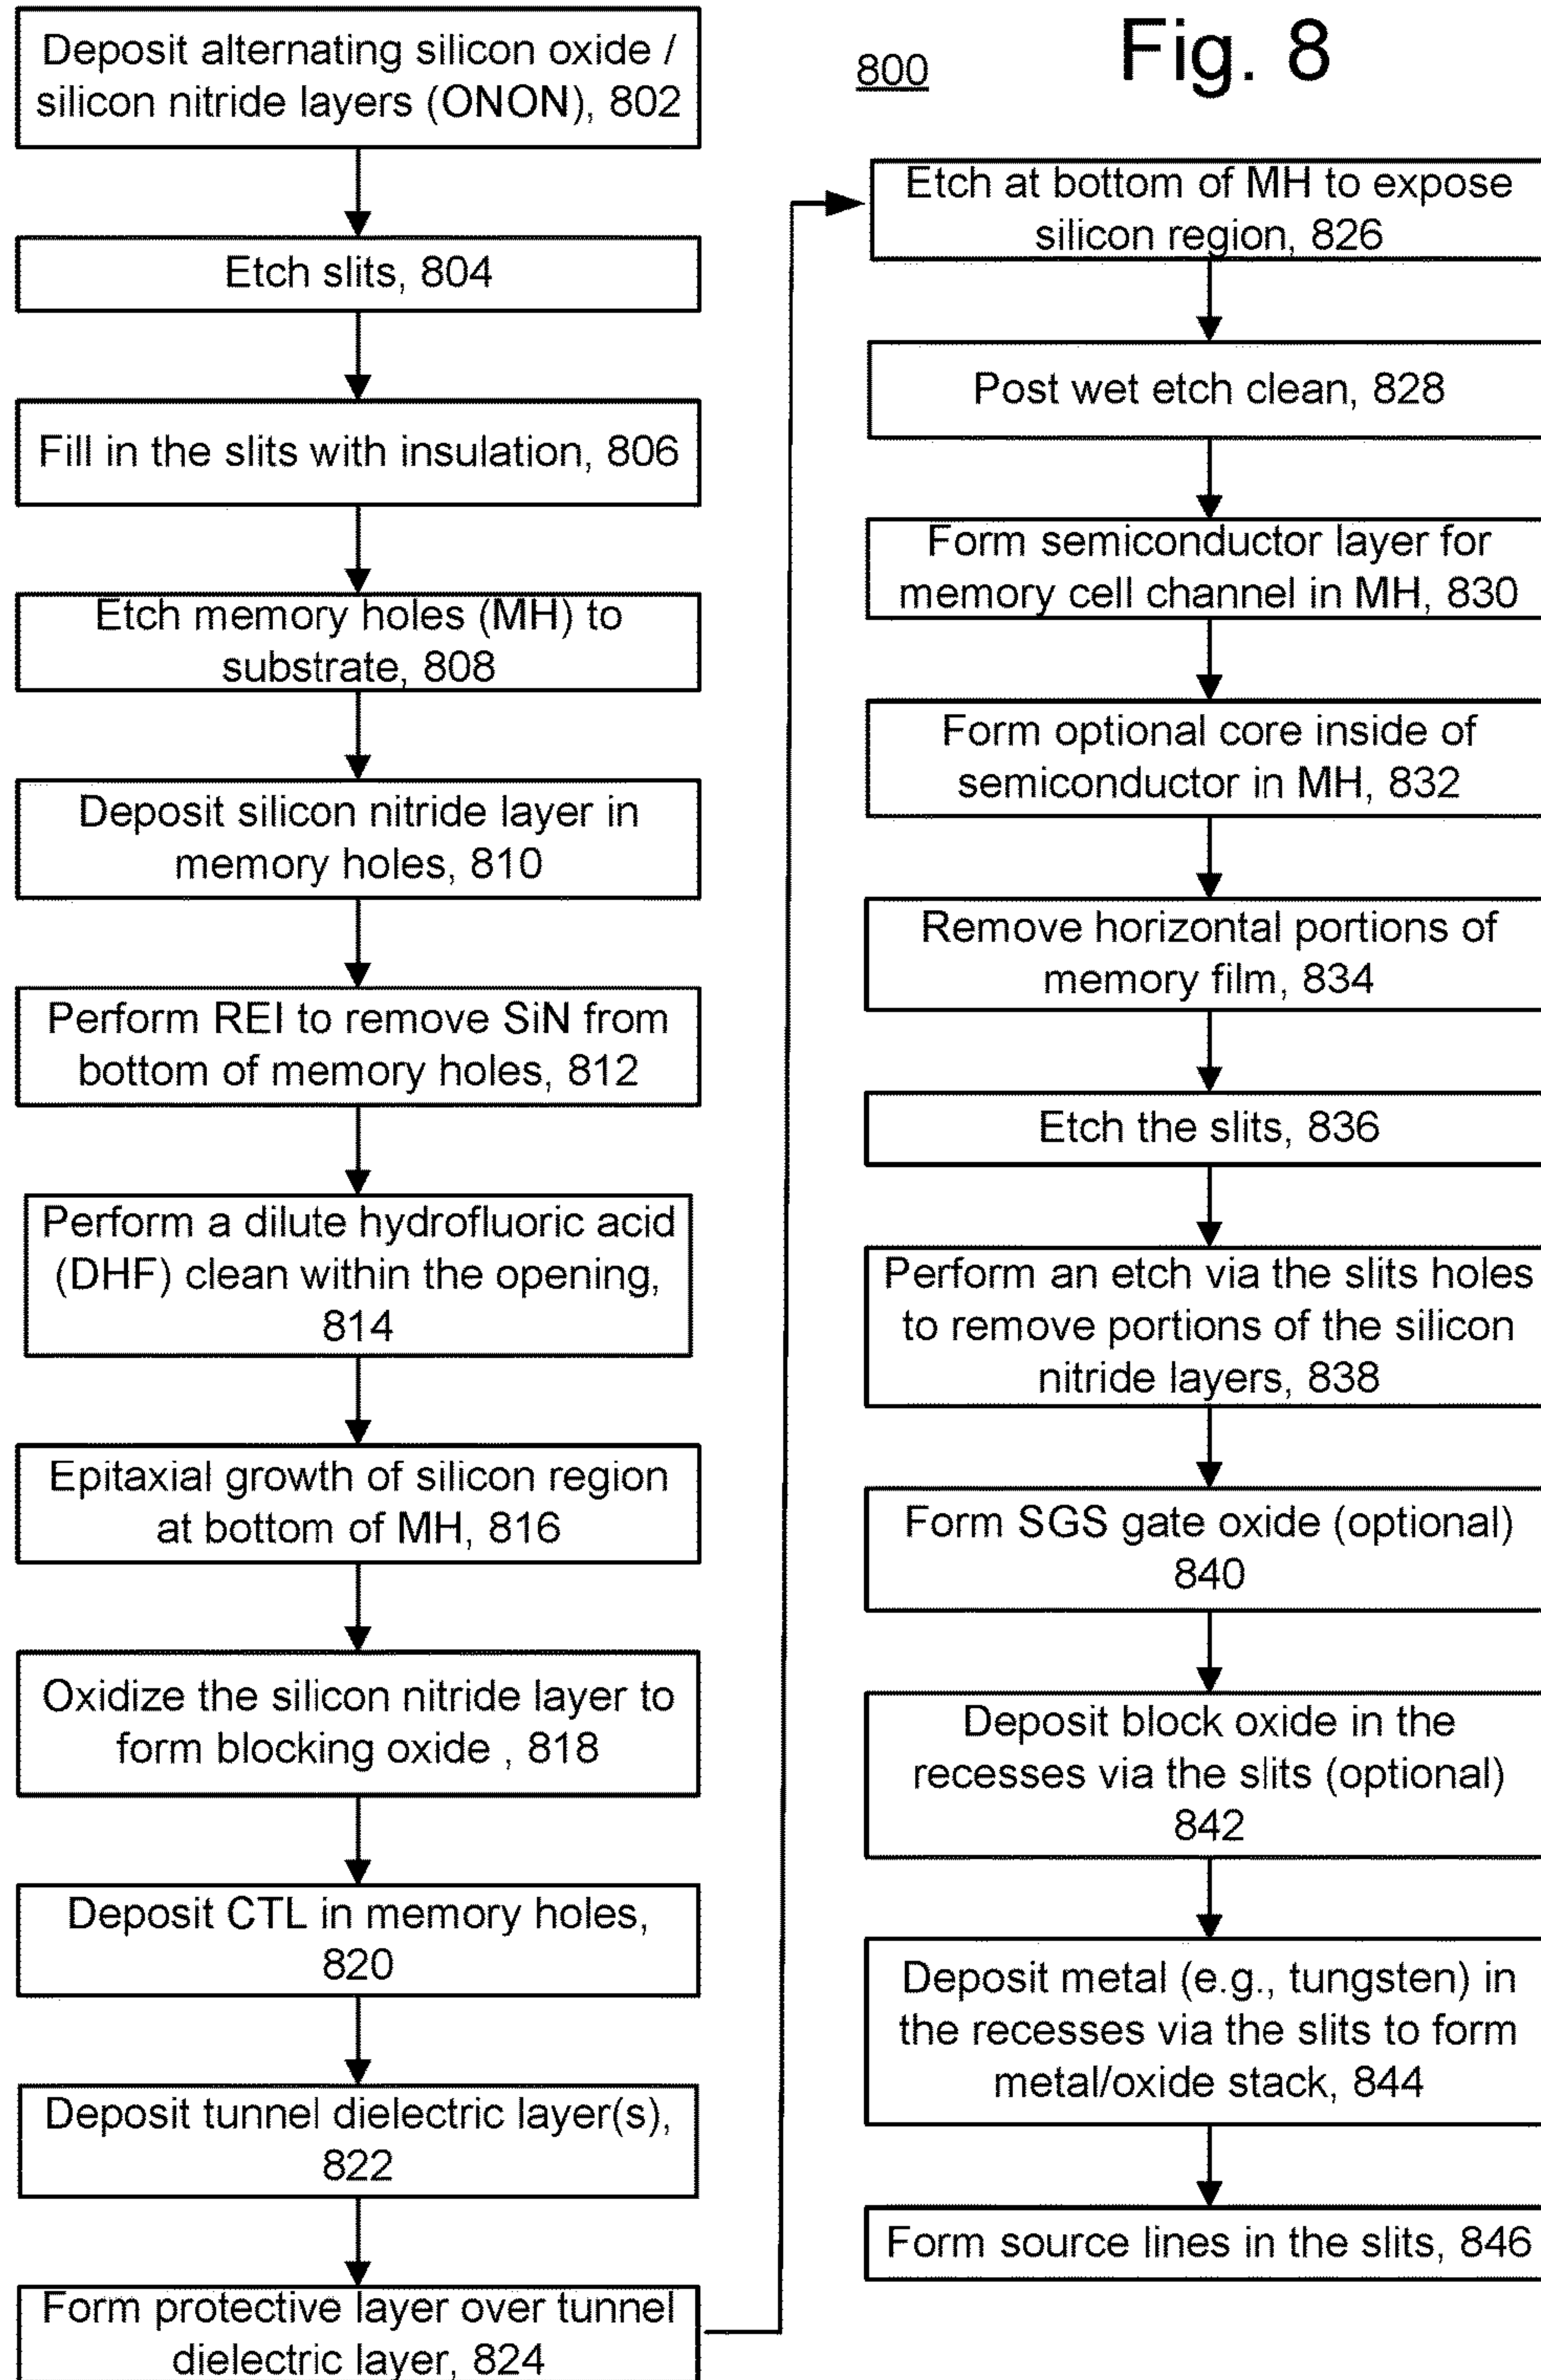 800
Fig. 8
Deposit alternating silicon oxide /
silicon nitride layers (ONON), 802
Etch slits, 804
Fill in the slits with insulation, 806
Etch memory holes (MH) to
substrate, 808
Deposit silicon nitride layer in
memory holes, 810
Perform REI to remove SiN from
bottom of memory holes, 812
Perform a dilute hydrofluoric acid
(DHF) clean within the opening,
814
Epitaxial growth of silicon region
at bottom of MH, 816
Oxidize the silicon nitride layer to
form blocking oxide , 818
Deposit CTL in memory holes,
820
Deposit tunnel dielectric layer(s),
822
Form protective layer over tunnel
dielectric layer, 824
Etch at bottom of MH to expose
silicon region, 826
Post wet etch clean, 828
Form semiconductor layer for
memory cell channel in MH, 830
Form optional core inside of
semiconductor in MH, 832
Remove horizontal portions of
memory film, 834
Etch the slits, 836
Perform an etch via the slits holes
to remove portions of the silicon
nitride layers, 838
Form SGS gate oxide (optional)
840
Deposit block oxide in the
recesses via the slits (optional)
842
Deposit metal (e.g., tungsten) in
the recesses via the slits to form
metal/oxide stack, 844
Form source lines in the slits, 846